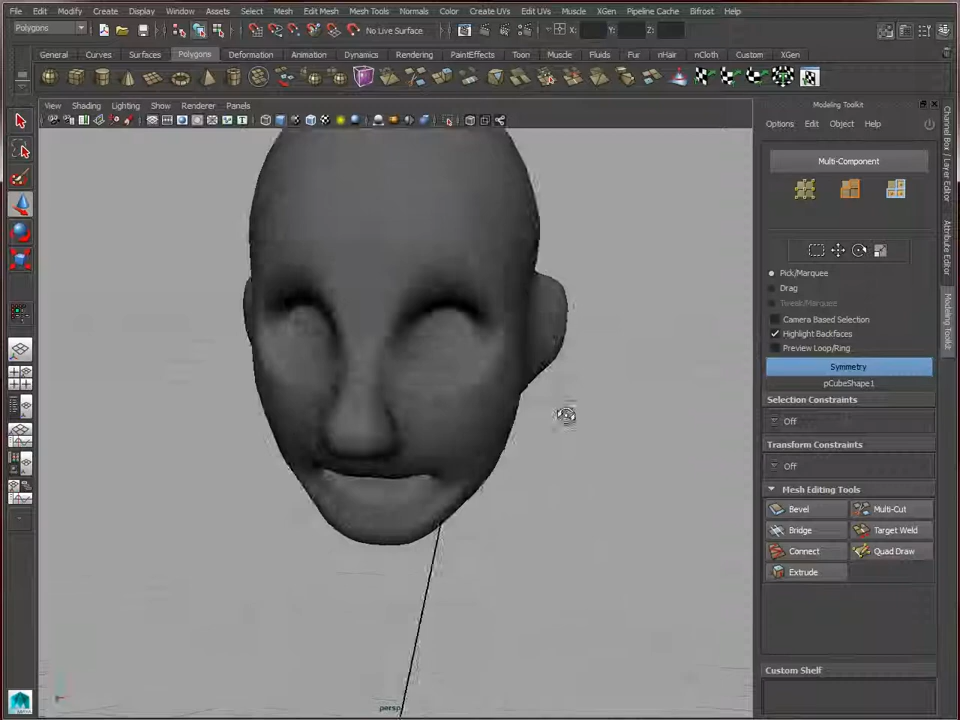 File Edit Modify Create Display Window Assets Select Mesh Edit Mesh Mesh Tools Normals Color Create UVs Edit UVs Muscle XGen Pipeline Cache Bifrost Help
Polygons No Live Surface X: Y: Z:
General Curves Surfaces Polygons Deformation Animation Dynamics Rendering PaintEffects Toon Muscle Fluids Fur nHair nCloth Custom XGen
View Shading Lighting Show Renderer Panels
Modeling Toolkit
Options Edit Object Help
Multi-Component
Pick/Marquee
Drag
Tweak/Marquee
Camera Based Selection
Highlight Backfaces
Preview Loop/Ring
Symmetry
pCubeShape1
Selection Constraints
Off
Transform Constraints
Off
Mesh Editing Tools
Bevel Multi-Cut
Bridge Target Weld
Connect Quad Draw
Extrude
Custom Shelf
persp
Channel Box / Layer Editor
Attribute Editor
Modeling Toolkit